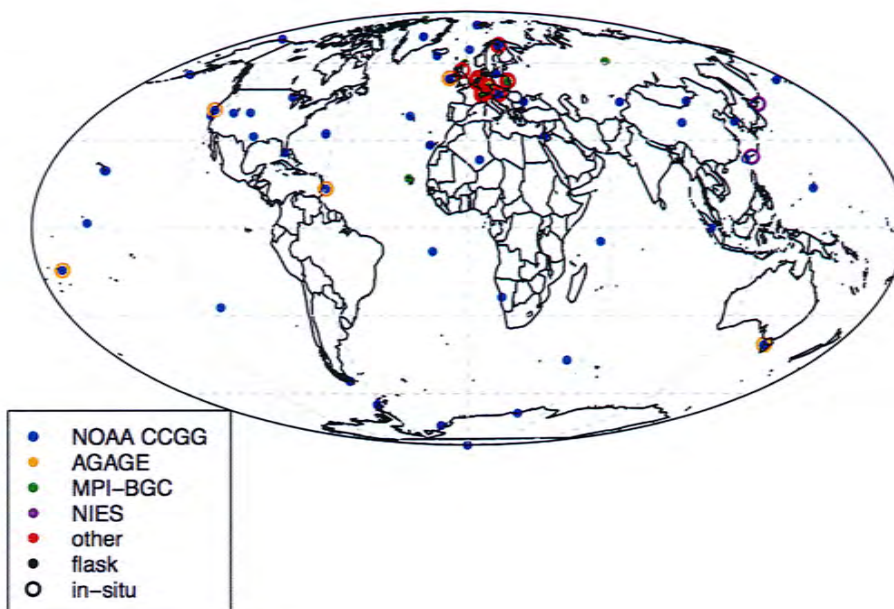 NOAA CCGG
AGAGE
MPI−BGC
NIES
other
flask
in−situ